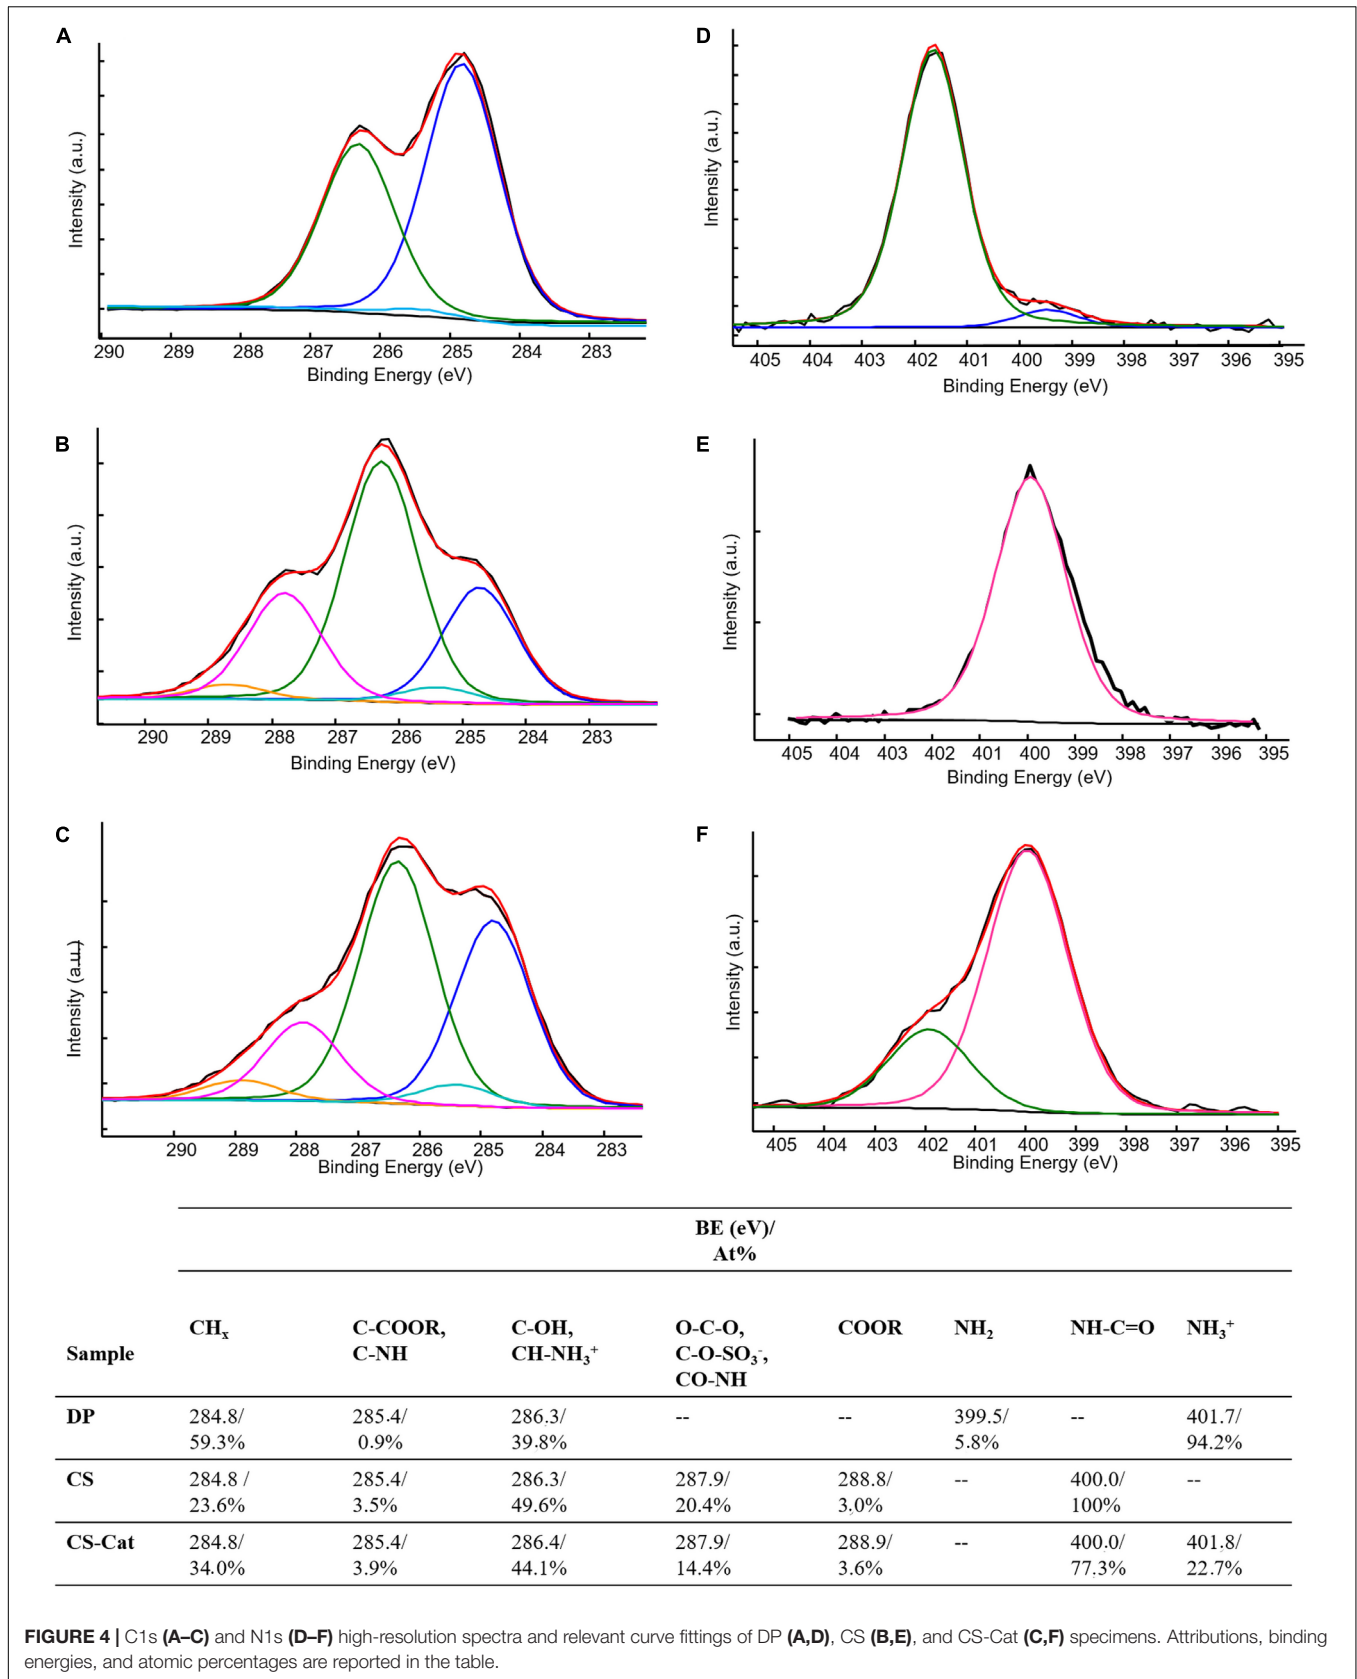 A
Intensity (a.u.)
290 289 288 287 286 285 284 283
Binding Energy (eV)
D
Intensity (a.u.)
405 404 403 402 401 400 399 398 397 396 395
Binding Energy (eV)
B
Intensity (a.u.)
290 289 288 287 286 285 284 283
Binding Energy (eV)
E
Intensity (a.u.)
405 404 403 402 401 400 399 398 397 396 395
Binding Energy (eV)
C
Intensity (a.u.)
290 289 288 287 286 285 284 283
Binding Energy (eV)
F
Intensity (a.u.)
405 404 403 402 401 400 399 398 397 396 395
Binding Energy (eV)
BE (eV)/
At%
CHx C-COOR, C-OH, O-C-O, COOR NH2 NH-C=O NH3+
Sample C-NH CH-NH3+ C-O-SO3-,
CO-NH
DP 284.8/ 285.4/ 286.3/ -- -- 399.5/ -- 401.7/
59.3% 0.9% 39.8% 5.8% 94.2%
CS 284.8 / 285.4/ 286.3/ 287.9/ 288.8/ -- 400.0/ --
23.6% 3.5% 49.6% 20.4% 3.0% 100%
CS-Cat 284.8/ 285.4/ 286.4/ 287.9/ 288.9/ -- 400.0/ 401.8/
34.0% 3.9% 44.1% 14.4% 3.6% 77.3% 22.7%
FIGURE 4 | C1s (A–C) and N1s (D–F) high-resolution spectra and relevant curve fittings of DP (A,D), CS (B,E), and CS-Cat (C,F) specimens. Attributions, binding
energies, and atomic percentages are reported in the table.